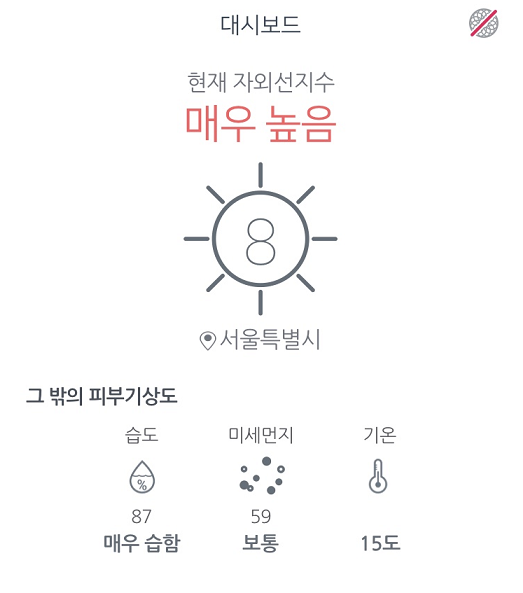 대시보드
현재 자외선지수
매우 높음
8
서울특별시
그 밖의 피부기상도
습도 미세먼지 기온
%
87 59
매우 습함 보통 15도